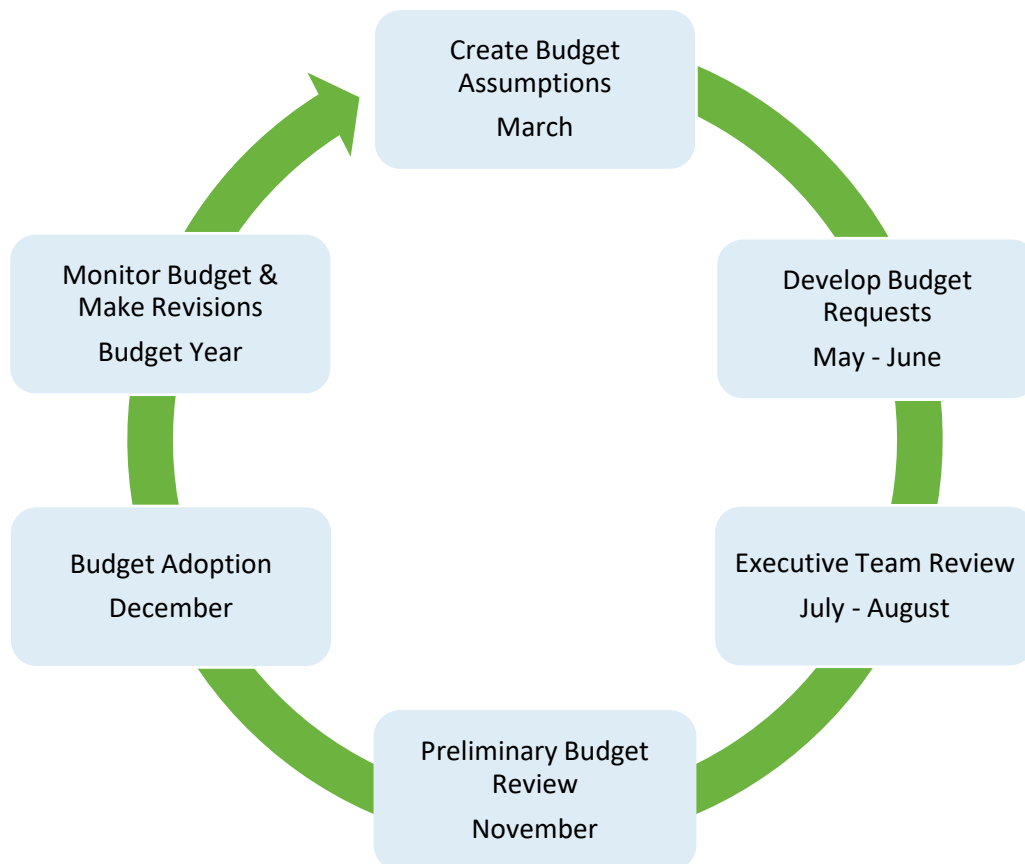 Create Budget
Assumptions
March
Develop Budget
Requests
May - June
Executive Team Review
July - August
Preliminary Budget
Review
November
Budget Adoption
December
Monitor Budget &
Make Revisions
Budget Year